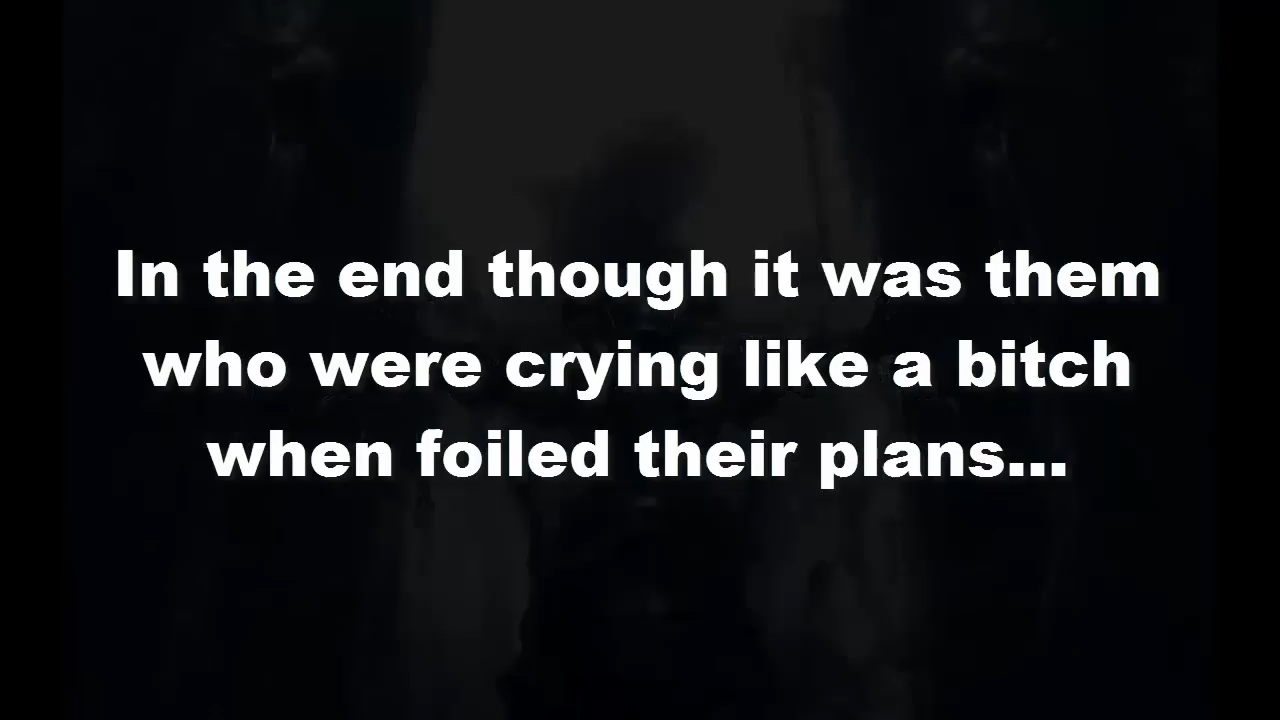 In the end though it was them
who were crying like a bitch
when foiled their plans...